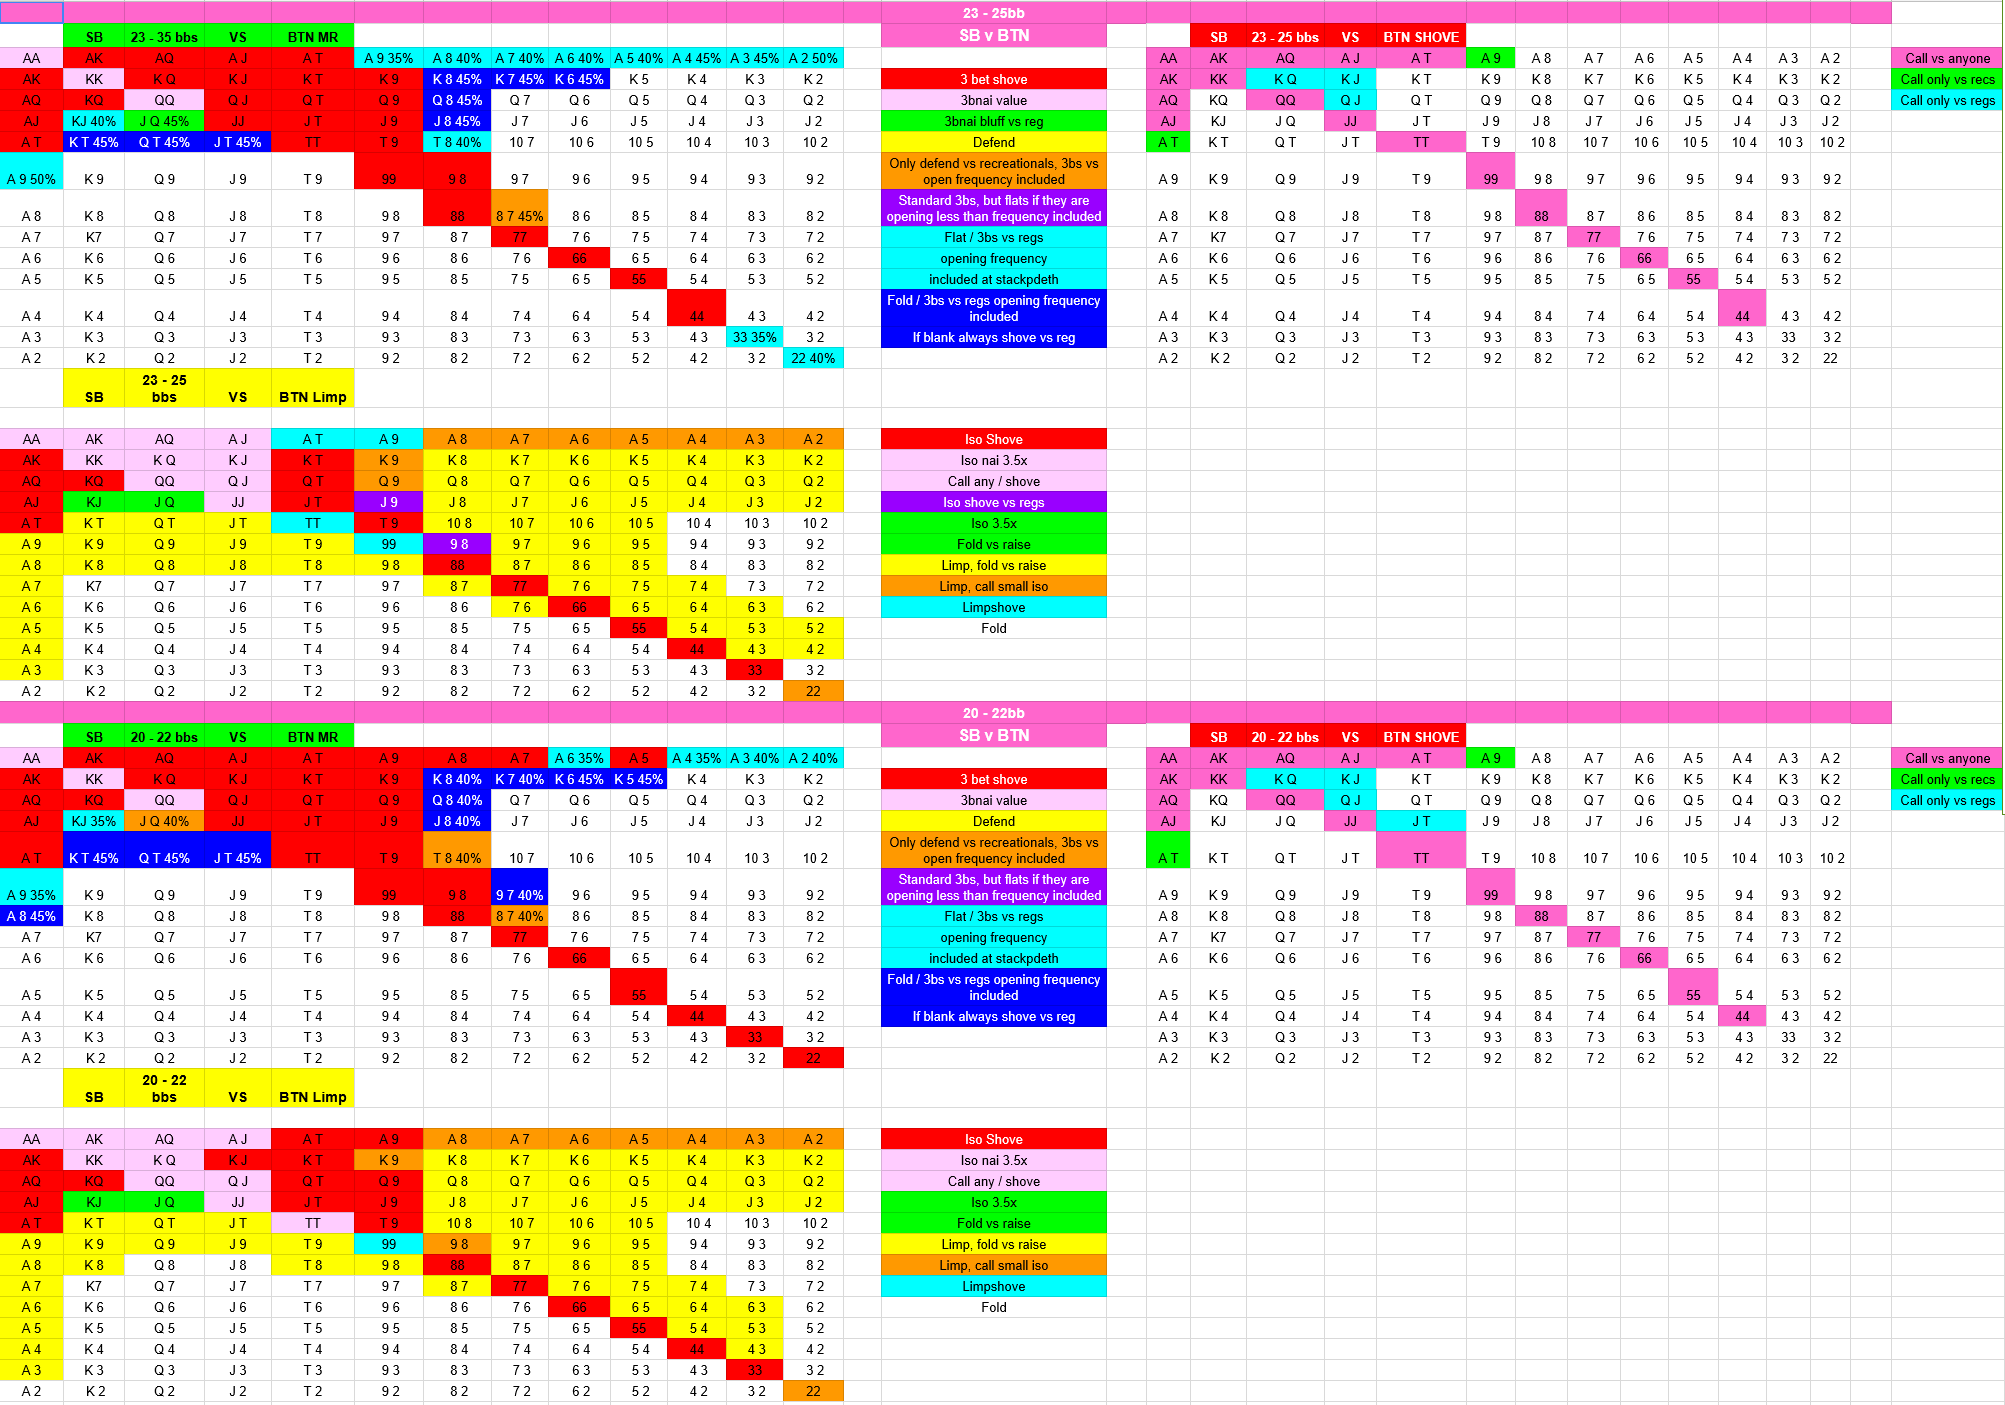 23 - 25bb
SB 23 - 35 bbs VS BTN MR SB v BTN SB 23 - 25 bbs VS BTN SHOVE
AA AK AQ A J A T A 9 35% A 8 40% A 7 40% A 6 40% A 5 40% A 4 45% A 3 45% A 2 50% AA AK AQ A J A T A 9 A 8 A 7 A 6 A 5 A 4 A 3 A 2 Call vs anyone
AK KK K Q K J K T K 9 K 8 45% K 7 45% K 6 45% K 5 K 4 K 3 K 2 3 bet shove AK KK K Q K J K T K 9 K 8 K 7 K 6 K 5 K 4 K 3 K 2 Call only vs recs
AQ KQ QQ Q J Q T Q 9 Q 8 45% Q 7 Q 6 Q 5 Q 4 Q 3 Q 2 3bnai value AQ KQ QQ Q J Q T Q 9 Q 8 Q 7 Q 6 Q 5 Q 4 Q 3 Q 2 Call only vs regs
AJ KJ 40% J Q 45% JJ J T J 9 J 8 45% J 7 J 6 J 5 J 4 J 3 J 2 3bnai bluff vs reg AJ KJ J Q JJ J T J 9 J 8 J 7 J 6 J 5 J 4 J 3 J 2
A T K T 45% Q T 45% J T 45% TT T 9 T 8 40% 10 7 10 6 10 5 10 4 10 3 10 2 Defend A T K T Q T J T TT T 9 10 8 10 7 10 6 10 5 10 4 10 3 10 2
Only defend vs recreationals, 3bs vs
A 9 50% K 9 Q 9 J 9 T 9 99 9 8 9 7 9 6 9 5 9 4 9 3 9 2 open frequency included A 9 K 9 Q 9 J 9 T 9 99 9 8 9 7 9 6 9 5 9 4 9 3 9 2
Standard 3bs, but flats if they are
A 8 K 8 Q 8 J 8 T 8 9 8 88 8 7 45% 8 6 8 5 8 4 8 3 8 2 opening less than frequency included A 8 K 8 Q 8 J 8 T 8 9 8 88 8 7 8 6 8 5 8 4 8 3 8 2
A 7 K7 Q 7 J 7 T 7 9 7 8 7 77 7 6 7 5 7 4 7 3 7 2 Flat / 3bs vs regs A 7 K7 Q 7 J 7 T 7 9 7 8 7 77 7 6 7 5 7 4 7 3 7 2
A 6 K 6 Q 6 J 6 T 6 9 6 8 6 7 6 66 6 5 6 4 6 3 6 2 opening frequency A 6 K 6 Q 6 J 6 T 6 9 6 8 6 7 6 66 6 5 6 4 6 3 6 2
A 5 K 5 Q 5 J 5 T 5 9 5 8 5 7 5 6 5 55 5 4 5 3 5 2 included at stackpdeth A 5 K 5 Q 5 J 5 T 5 9 5 8 5 7 5 6 5 55 5 4 5 3 5 2
Fold / 3bs vs regs opening frequency
A 4 K 4 Q 4 J 4 T 4 9 4 8 4 7 4 6 4 5 4 44 4 3 4 2 included A 4 K 4 Q 4 J 4 T 4 9 4 8 4 7 4 6 4 5 4 44 4 3 4 2
A 3 K 3 Q 3 J 3 T 3 9 3 8 3 7 3 6 3 5 3 4 3 33 35% 3 2 If blank always shove vs reg A 3 K 3 Q 3 J 3 T 3 9 3 8 3 7 3 6 3 5 3 4 3 33 3 2
A 2 K 2 Q 2 J 2 T 2 9 2 8 2 7 2 6 2 5 2 4 2 3 2 22 40% A 2 K 2 Q 2 J 2 T 2 9 2 8 2 7 2 6 2 5 2 4 2 3 2 22
23 - 25
SB bbs VS BTN Limp
AA AK AQ A J A T A 9 A 8 A 7 A 6 A 5 A 4 A 3 A 2 Iso Shove
AK KK K Q K J K T K 9 K 8 K 7 K 6 K 5 K 4 K 3 K 2 Iso nai 3.5x
AQ KQ QQ Q J Q T Q 9 Q 8 Q 7 Q 6 Q 5 Q 4 Q 3 Q 2 Call any / shove
AJ KJ J Q JJ J T J 9 J 8 J 7 J 6 J 5 J 4 J 3 J 2 Iso shove vs regs
A T K T Q T J T TT T 9 10 8 10 7 10 6 10 5 10 4 10 3 10 2 Iso 3.5x
A 9 K 9 Q 9 J 9 T 9 99 9 8 9 7 9 6 9 5 9 4 9 3 9 2 Fold vs raise
A 8 K 8 Q 8 J 8 T 8 9 8 88 8 7 8 6 8 5 8 4 8 3 8 2 Limp, fold vs raise
A 7 K7 Q 7 J 7 T 7 9 7 8 7 77 7 6 7 5 7 4 7 3 7 2 Limp, call small iso
A 6 K 6 Q 6 J 6 T 6 9 6 8 6 7 6 66 6 5 6 4 6 3 6 2 Limpshove
A 5 K 5 Q 5 J 5 T 5 9 5 8 5 7 5 6 5 55 5 4 5 3 5 2 Fold
A 4 K 4 Q 4 J 4 T 4 9 4 8 4 7 4 6 4 5 4 44 4 3 4 2
A 3 K 3 Q 3 J 3 T 3 9 3 8 3 7 3 6 3 5 3 4 3 33 3 2
A 2 K 2 Q 2 J 2 T 2 9 2 8 2 7 2 6 2 5 2 4 2 3 2 22
20 - 22bb
SB 20 - 22 bbs VS BTN MR SB v BTN SB 20 - 22 bbs VS BTN SHOVE
AA AK AQ A J A T A 9 A 8 A 7 A 6 35% A 5 A 4 35% A 3 40% A 2 40% AA AK AQ A J A T A 9 A 8 A 7 A 6 A 5 A 4 A 3 A 2 Call vs anyone
AK KK K Q K J K T K 9 K 8 40% K 7 40% K 6 45% K 5 45% K 4 K 3 K 2 3 bet shove AK KK K Q K J K T K 9 K 8 K 7 K 6 K 5 K 4 K 3 K 2 Call only vs recs
AQ KQ QQ Q J Q T Q 9 Q 8 40% Q 7 Q 6 Q 5 Q 4 Q 3 Q 2 3bnai value AQ KQ QQ Q J Q T Q 9 Q 8 Q 7 Q 6 Q 5 Q 4 Q 3 Q 2 Call only vs regs
AJ KJ 35% J Q 40% JJ J T J 9 J 8 40% J 7 J 6 J 5 J 4 J 3 J 2 Defend AJ KJ J Q JJ J T J 9 J 8 J 7 J 6 J 5 J 4 J 3 J 2
Only defend vs recreationals, 3bs vs
A T K T 45% Q T 45% J T 45% TT T 9 T 8 40% 10 7 10 6 10 5 10 4 10 3 10 2 open frequency included A T K T Q T J T TT T 9 10 8 10 7 10 6 10 5 10 4 10 3 10 2
Standard 3bs, but flats if they are
A 9 35% K 9 Q 9 J 9 T 9 99 9 8 9 7 40% 9 6 9 5 9 4 9 3 9 2 opening less than frequency included A 9 K 9 Q 9 J 9 T 9 99 9 8 9 7 9 6 9 5 9 4 9 3 9 2
A 8 45% K 8 Q 8 J 8 T 8 9 8 88 8 7 40% 8 6 8 5 8 4 8 3 8 2 Flat / 3bs vs regs A 8 K 8 Q 8 J 8 T 8 9 8 88 8 7 8 6 8 5 8 4 8 3 8 2
A 7 K7 Q 7 J 7 T 7 9 7 8 7 77 7 6 7 5 7 4 7 3 7 2 opening frequency A 7 K7 Q 7 J 7 T 7 9 7 8 7 77 7 6 7 5 7 4 7 3 7 2
A 6 K 6 Q 6 J 6 T 6 9 6 8 6 7 6 66 6 5 6 4 6 3 6 2 included at stackpdeth A 6 K 6 Q 6 J 6 T 6 9 6 8 6 7 6 66 6 5 6 4 6 3 6 2
Fold / 3bs vs regs opening frequency
A 5 K 5 Q 5 J 5 T 5 9 5 8 5 7 5 6 5 55 5 4 5 3 5 2 included A 5 K 5 Q 5 J 5 T 5 9 5 8 5 7 5 6 5 55 5 4 5 3 5 2
A 4 K 4 Q 4 J 4 T 4 9 4 8 4 7 4 6 4 5 4 44 4 3 4 2 If blank always shove vs reg A 4 K 4 Q 4 J 4 T 4 9 4 8 4 7 4 6 4 5 4 44 4 3 4 2
A 3 K 3 Q 3 J 3 T 3 9 3 8 3 7 3 6 3 5 3 4 3 33 3 2 A 3 K 3 Q 3 J 3 T 3 9 3 8 3 7 3 6 3 5 3 4 3 33 3 2
A 2 K 2 Q 2 J 2 T 2 9 2 8 2 7 2 6 2 5 2 4 2 3 2 22 A 2 K 2 Q 2 J 2 T 2 9 2 8 2 7 2 6 2 5 2 4 2 3 2 22
20 - 22
SB bbs VS BTN Limp
AA AK AQ A J A T A 9 A 8 A 7 A 6 A 5 A 4 A 3 A 2 Iso Shove
AK KK K Q K J K T K 9 K 8 K 7 K 6 K 5 K 4 K 3 K 2 Iso nai 3.5x
AQ KQ QQ Q J Q T Q 9 Q 8 Q 7 Q 6 Q 5 Q 4 Q 3 Q 2 Call any / shove
AJ KJ J Q JJ J T J 9 J 8 J 7 J 6 J 5 J 4 J 3 J 2 Iso 3.5x
A T K T Q T J T TT T 9 10 8 10 7 10 6 10 5 10 4 10 3 10 2 Fold vs raise
A 9 K 9 Q 9 J 9 T 9 99 9 8 9 7 9 6 9 5 9 4 9 3 9 2 Limp, fold vs raise
A 8 K 8 Q 8 J 8 T 8 9 8 88 8 7 8 6 8 5 8 4 8 3 8 2 Limp, call small iso
A 7 K7 Q 7 J 7 T 7 9 7 8 7 77 7 6 7 5 7 4 7 3 7 2 Limpshove
A 6 K 6 Q 6 J 6 T 6 9 6 8 6 7 6 66 6 5 6 4 6 3 6 2 Fold
A 5 K 5 Q 5 J 5 T 5 9 5 8 5 7 5 6 5 55 5 4 5 3 5 2
A 4 K 4 Q 4 J 4 T 4 9 4 8 4 7 4 6 4 5 4 44 4 3 4 2
A 3 K 3 Q 3 J 3 T 3 9 3 8 3 7 3 6 3 5 3 4 3 33 3 2
A 2 K 2 Q 2 J 2 T 2 9 2 8 2 7 2 6 2 5 2 4 2 3 2 22